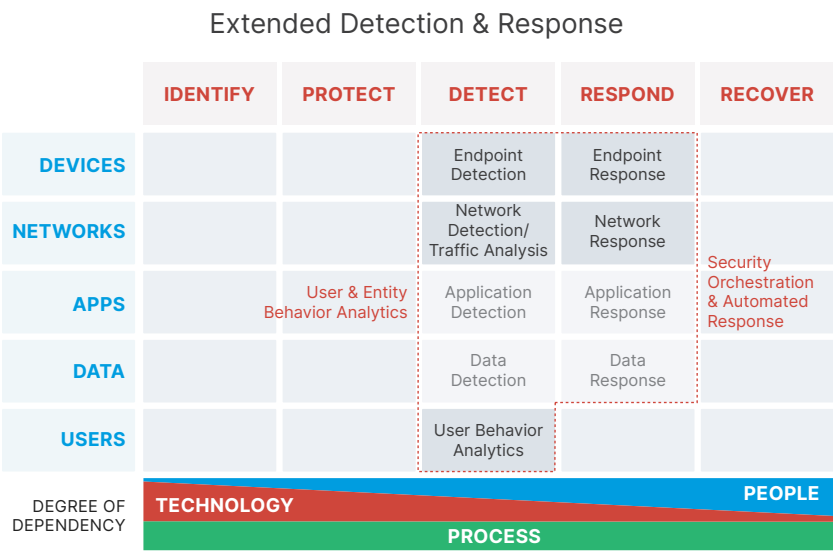 Extended Detection & Response
IDENTIFY
PROTECT
DETECT
RESPOND
RECOVER
DEVICES
Endpoint
Detection
Endpoint
Response
NETWORKS
Network
Detection/
Traffic Analysis
Network
Response
APPS
User & Entity
Behavior Analytics
Application
Detection
Application
Response
Security
Orchestration
& Automated
Response
DATA
Data
Detection
Data
Response
USERS
User Behavior
Analytics
DEGREE OF
DEPENDENCY
TECHNOLOGY
PEOPLE
PROCESS